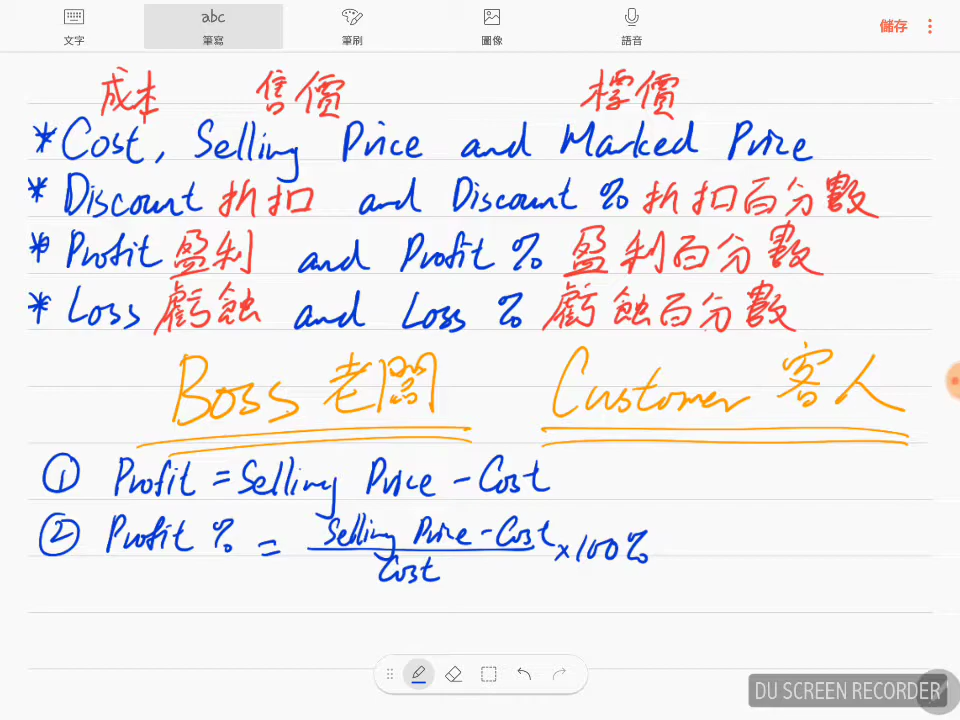 文字 abc 筆寫 筆刷 圖像 語音 儲存
成本 售價 標價
*Cost, Selling Price and Marked Price
*Discount 折扣 and Discount % 折扣百分數
*Profit 盈利 and Profit % 盈利百分數
*Loss 虧蝕 and Loss % 虧蝕百分數
Boss 老闆 Customer 客人
① Profit = Selling Price - Cost
② Profit % = Selling Price - Cost / Cost × 100%
DU SCREEN RECORDER